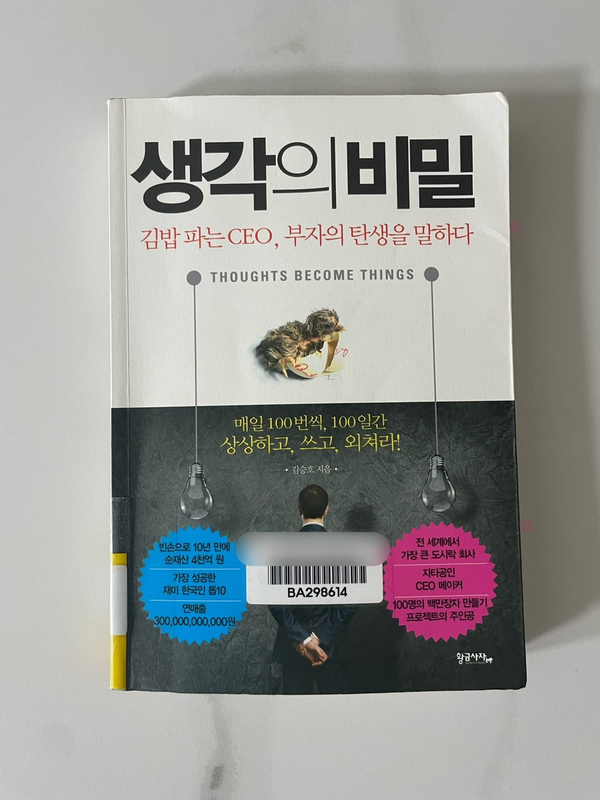 생각의 비밀
김밥 파는 CEO, 부자의 탄생을 말하다
THOUGHTS BECOME THINGS
매일 100번씩, 100일간
상상하고, 쓰고, 외쳐라!
• 김승호 지음 •
빈손으로 10년 만에
순재산 4천억 원
가장 성공한
재미 한국인 톱10
연매출
300,000,000,000원
전 세계에서
가장 큰 도시락 회사
자타공인
CEO 메이커
100명의 백만장자 만들기
프로젝트의 주인공
BA298614
황금사자